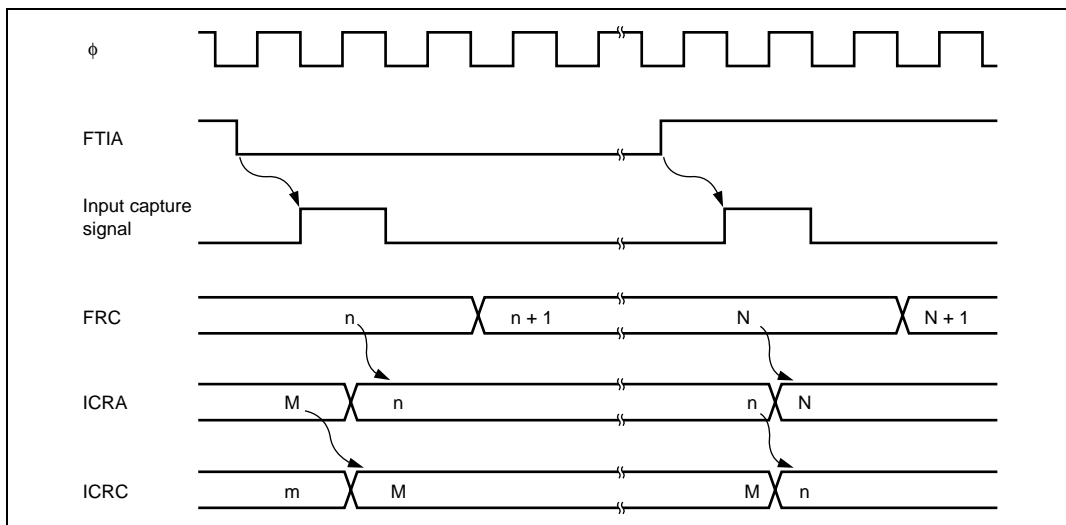 ϕ
FTIA
Input capture
signal
FRC n n + 1 N N + 1
ICRA M n n N
ICRC m M M n